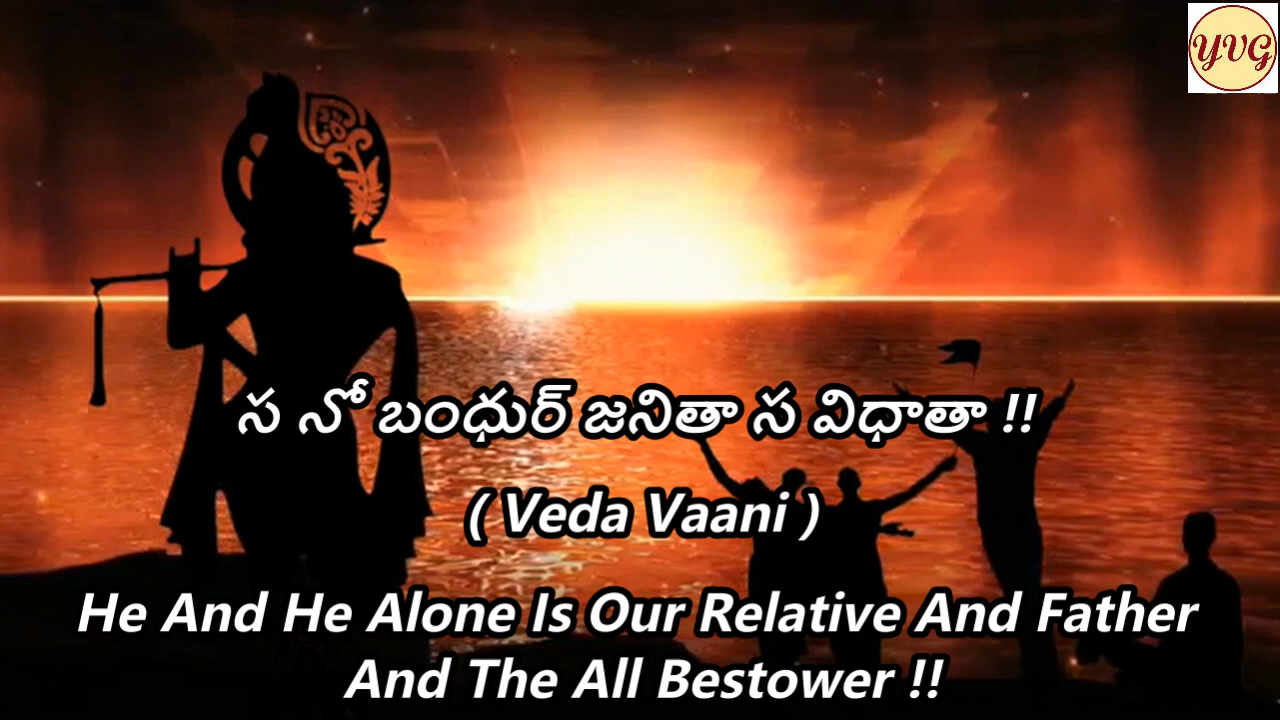 YVG
స నో బంధుర్ జనితా స విధాతా !!
( Veda Vaani )
He And He Alone Is Our Relative And Father
And The All Bestower !!